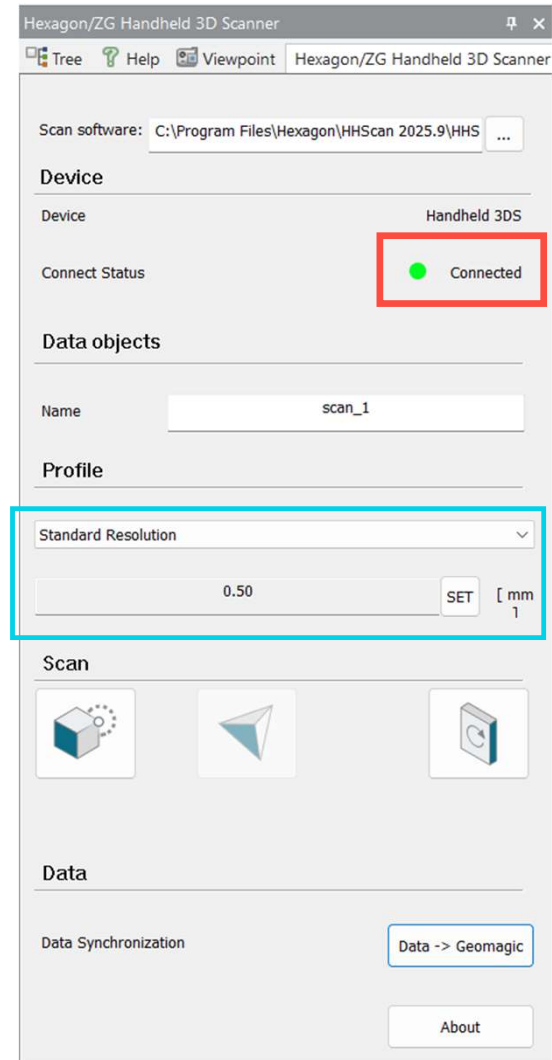 Hexagon/ZG Handheld 3D Scanner
Tree Help Viewpoint Hexagon/ZG Handheld 3D Scanner
Scan software: C:\Program Files\Hexagon\HHScan 2025.9\HHS ...
Device
Device Handheld 3DS
Connect Status Connected
Data objects
Name scan_1
Profile
Standard Resolution
0.50 SET [ mm
]
Scan
Data
Data Synchronization Data -> Geomagic
About